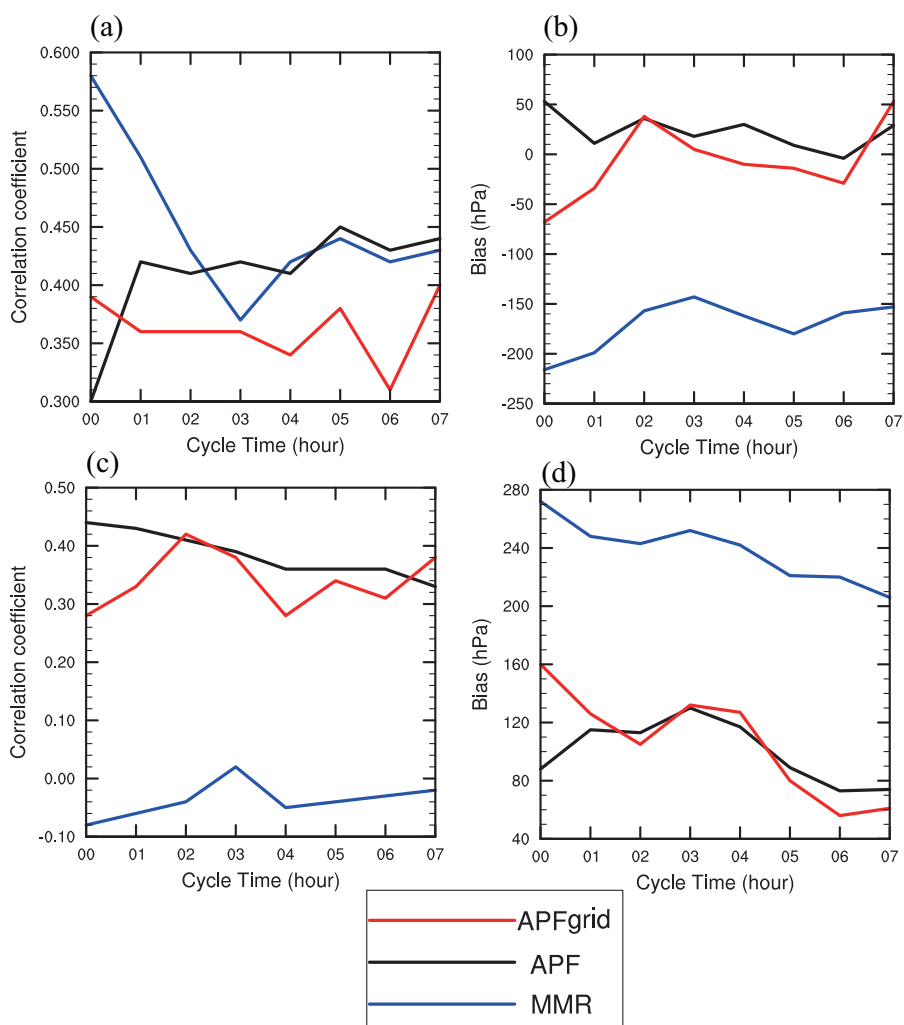 (a)
0.600
0.550
0.500
0.450
0.400
0.350
0.300
Correlation coefficient
00 01 02 03 04 05 06 07
Cycle Time (hour)
(b)
100
50
0
-50
-100
-150
-200
-250
Bias (hPa)
00 01 02 03 04 05 06 07
Cycle Time (hour)
(c)
0.50
0.40
0.30
0.20
0.10
0.00
-0.10
Correlation coefficient
00 01 02 03 04 05 06 07
Cycle Time (hour)
(d)
280
240
200
160
120
80
40
Bias (hPa)
00 01 02 03 04 05 06 07
Cycle Time (hour)
APFgrid
APF
MMR